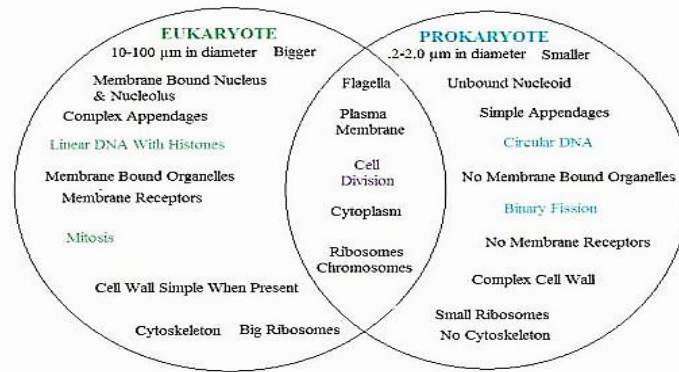 EUKARYOTE
10-100 µm in diameter Bigger
Membrane Bound Nucleus
& Nucleolus
Complex Appendages
Linear DNA With Histones
Membrane Bound Organelles
Membrane Receptors
Mitosis
Cell Wall Simple When Present
Cytoskeleton Big Ribosomes
Flagella
Plasma
Membrane
Cell
Division
Cytoplasm
Ribosomes
Chromosomes
PROKARYOTE
.2-2.0 µm in diameter Smaller
Unbound Nucleoid
Simple Appendages
Circular DNA
No Membrane Bound Organelles
Binary Fission
No Membrane Receptors
Complex Cell Wall
Small Ribosomes
No Cytoskeleton